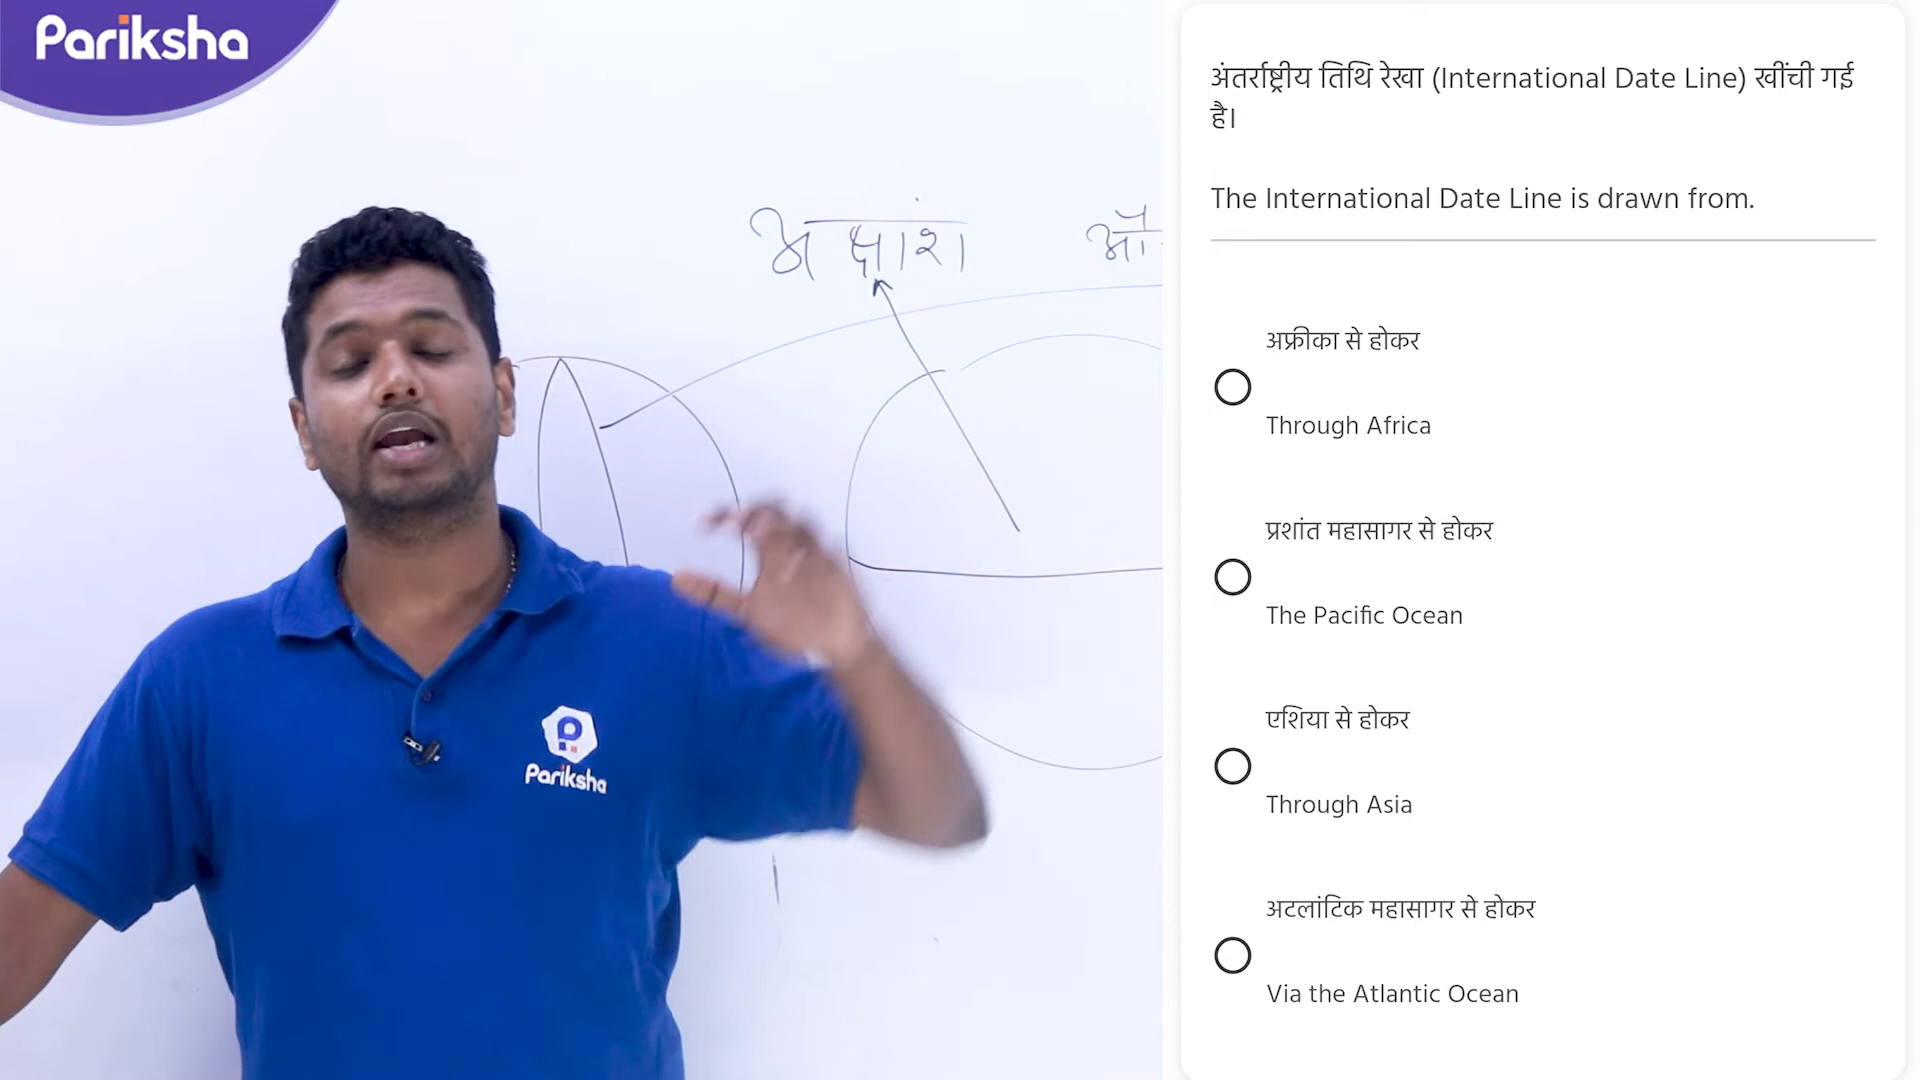 Pariksha
अक्षांश
Pariksha
अंतर्राष्ट्रीय तिथि रेखा (International Date Line) खींची गई
है।
The International Date Line is drawn from.
अफ्रीका से होकर
Through Africa
प्रशांत महासागर से होकर
The Pacific Ocean
एशिया से होकर
Through Asia
अटलांटिक महासागर से होकर
Via the Atlantic Ocean